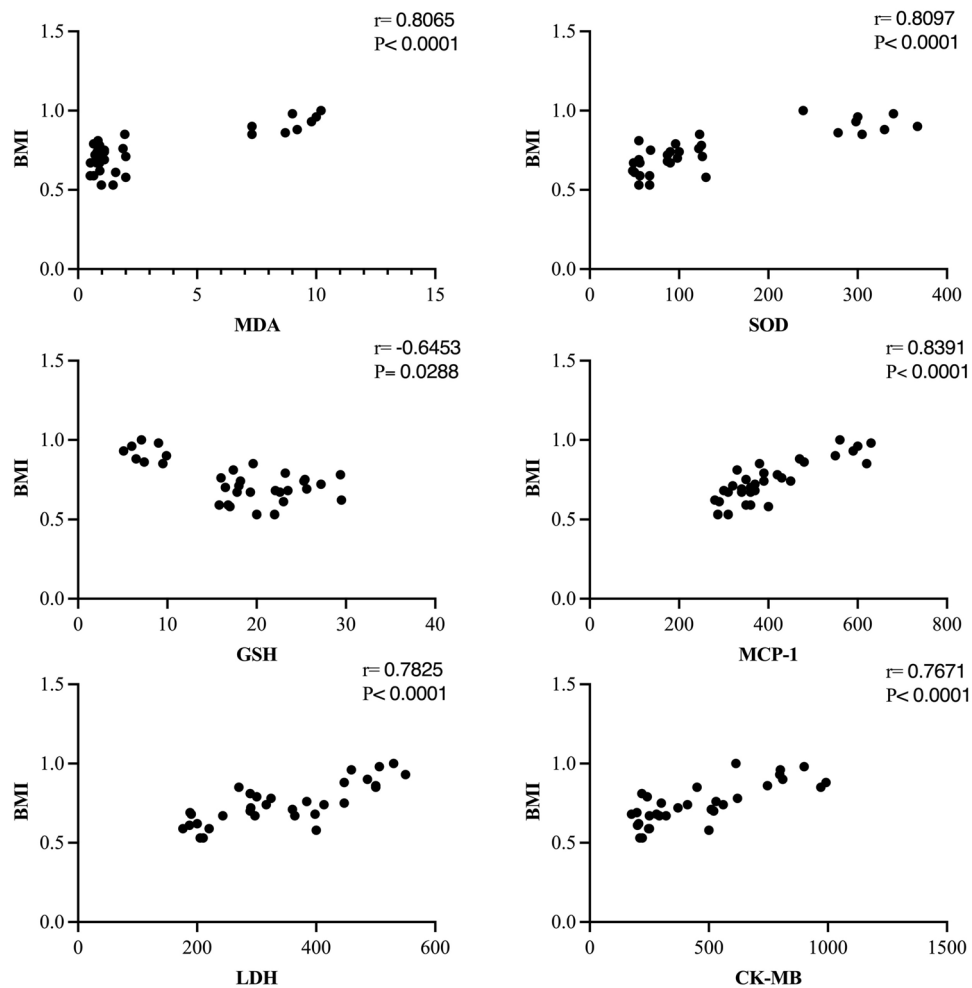 r= 0.8065
P< 0.0001
1.5
1.0
0.5
0.0
BMI
0
5
10
15
MDA
r= 0.8097
P< 0.0001
1.5
1.0
0.5
0.0
BMI
0
100
200
300
400
SOD
r= -0.6453
P= 0.0288
1.5
1.0
0.5
0.0
BMI
0
10
20
30
40
GSH
r= 0.8391
P< 0.0001
1.5
1.0
0.5
0.0
BMI
0
200
400
600
800
MCP-1
r= 0.7825
P< 0.0001
1.5
1.0
0.5
0.0
BMI
0
200
400
600
LDH
r= 0.7671
P< 0.0001
1.5
1.0
0.5
0.0
BMI
0
500
1000
1500
CK-MB